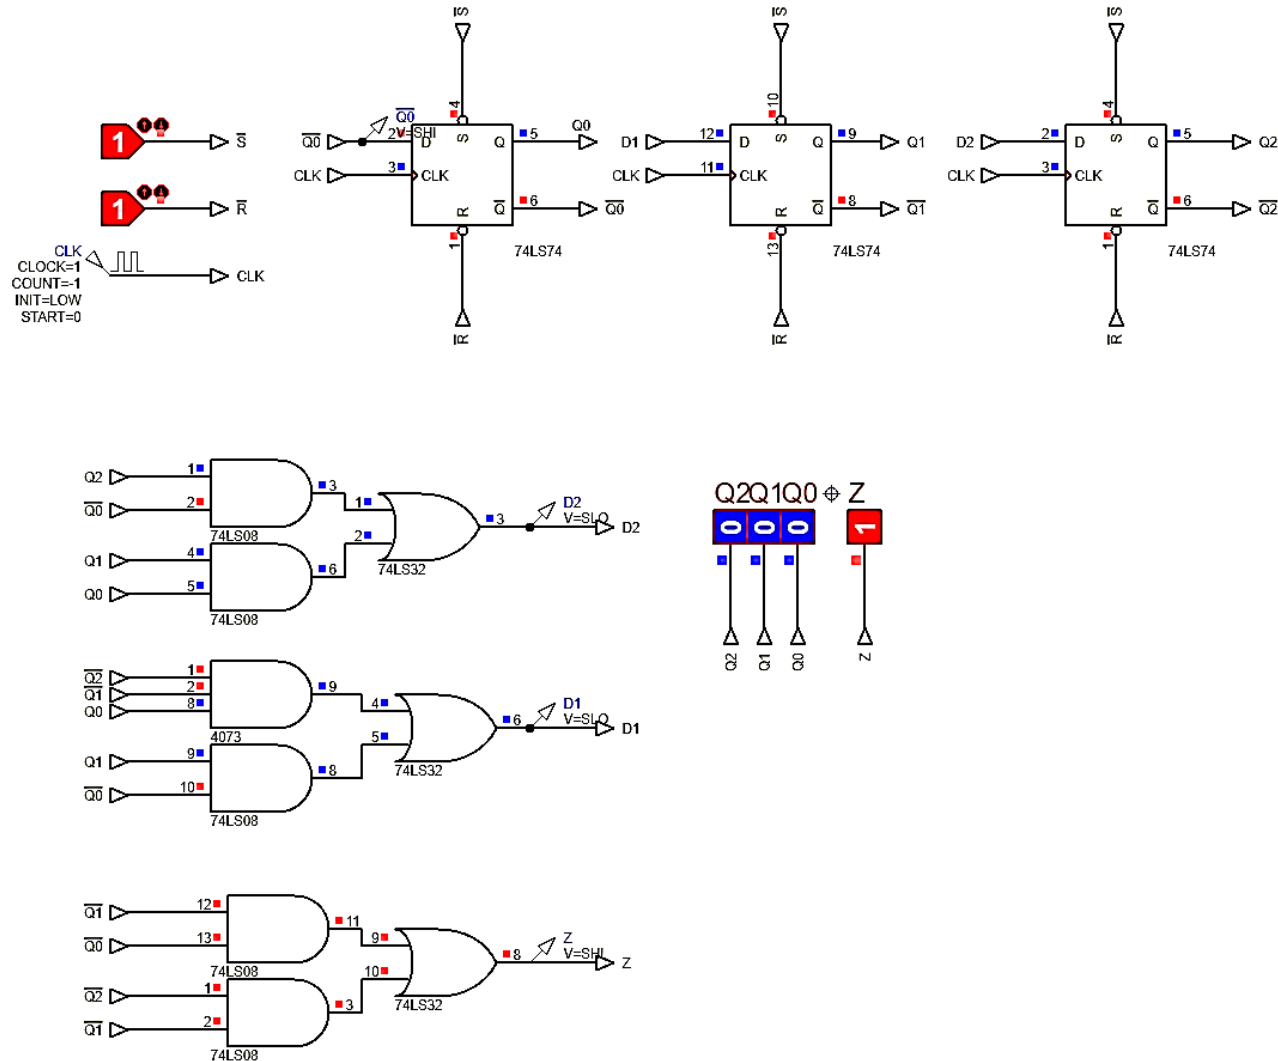 S̅
S̅
S̅
4
10
4
1
S̅
Q̅0̅
V=SHI
Q̅0̅
2
D
S
Q
5
Q0
D1
12
D
S
Q
9
Q1
D2
2
D
S
Q
5
Q2
CLK
3
CLK
CLK
11
CLK
CLK
3
CLK
1
R̅
R
Q̅
6
Q̅0̅
R
Q̅
8
Q̅1̅
R
Q̅
6
Q̅2̅
1
74LS74
13
74LS74
1
74LS74
CLK
CLOCK=1
COUNT=-1
INIT=LOW
START=0
CLK
R̅
R̅
R̅
Q2
1
3
Q̅0̅
2
74LS08
1
2
3
74LS32
D2
V=SLO
D2
Q1
4
6
Q0
5
74LS08
Q2Q1Q0 Z
0 0 0 1
Q2
Q1
Q0
Z
Q̅2̅
1
Q̅1̅
2
9
Q0
8
4073
4
5
6
74LS32
D1
V=SLO
D1
Q1
9
8
Q̅0̅
10
74LS08
Q̅1̅
12
11
Q̅0̅
13
74LS08
9
10
8
74LS32
Z
V=SHI
Z
Q̅2̅
1
3
Q̅1̅
2
74LS08